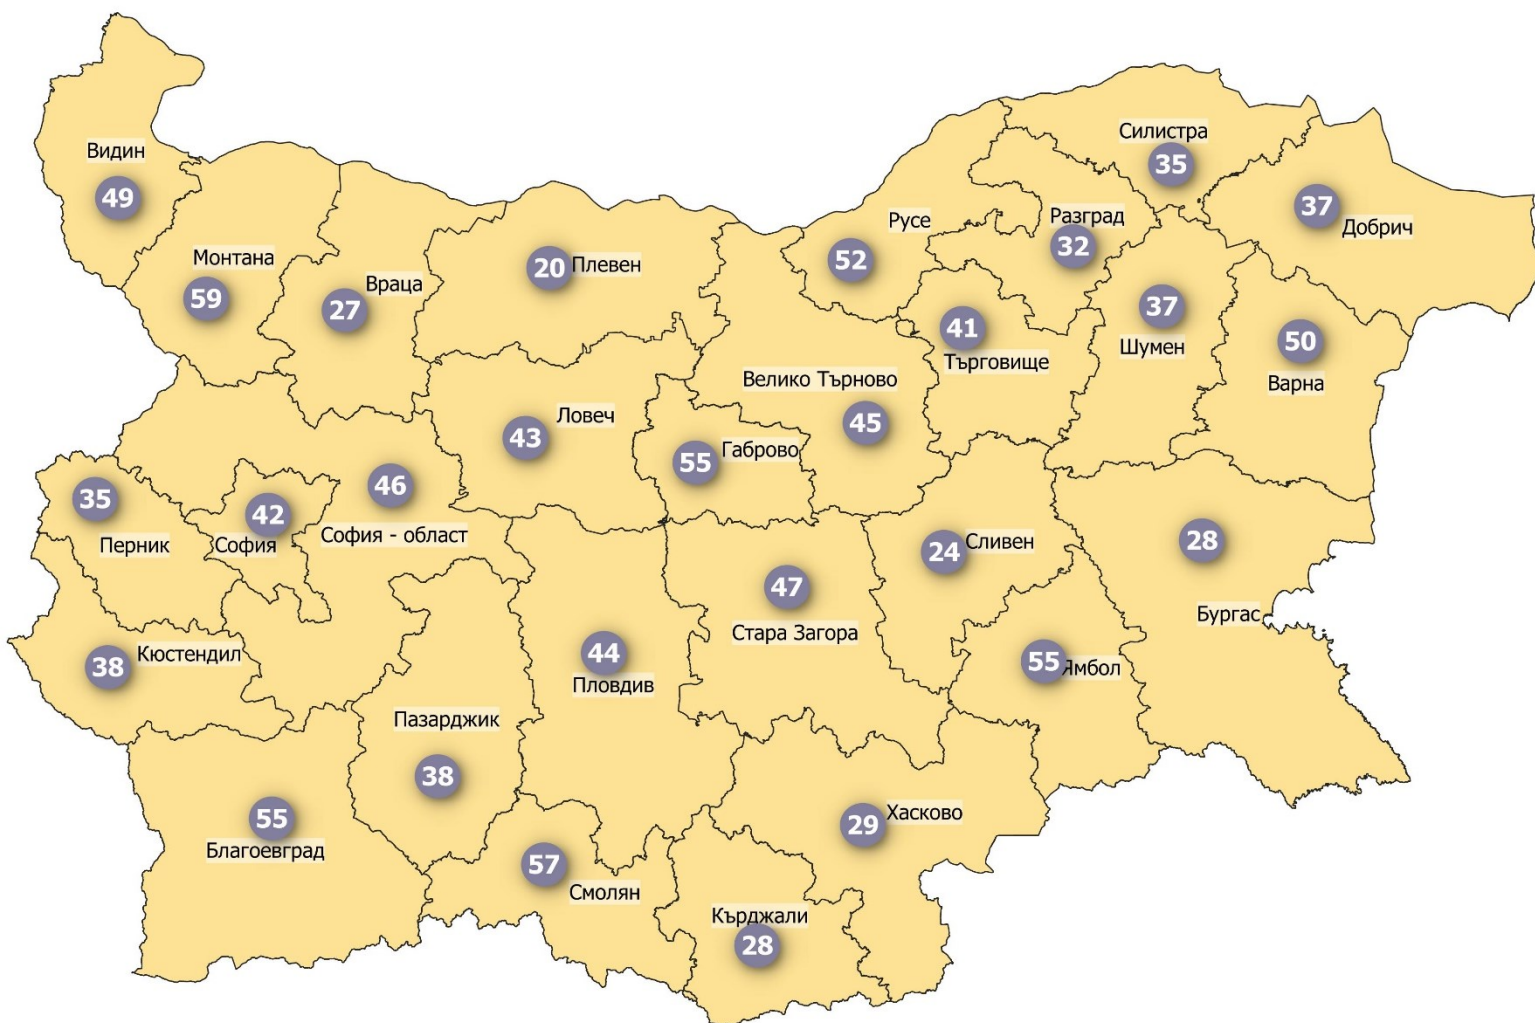 Видин
49
Монтана
59
Враца
27
20 Плевен
Русе
52
Разград
32
Силистра
35
37
Добрич
37
Шумен
50
Варна
41
Търговище
Велико Търново
45
Ловеч
43
55 Габрово
35
Перник
42
София
46
София - област
24 Сливен
28
Бургас
47
Стара Загора
38 Кюстендил
44
Пловдив
55 Ямбол
Пазарджик
38
55
Благоевград
57
Смолян
29 Хасково
Кърджали
28